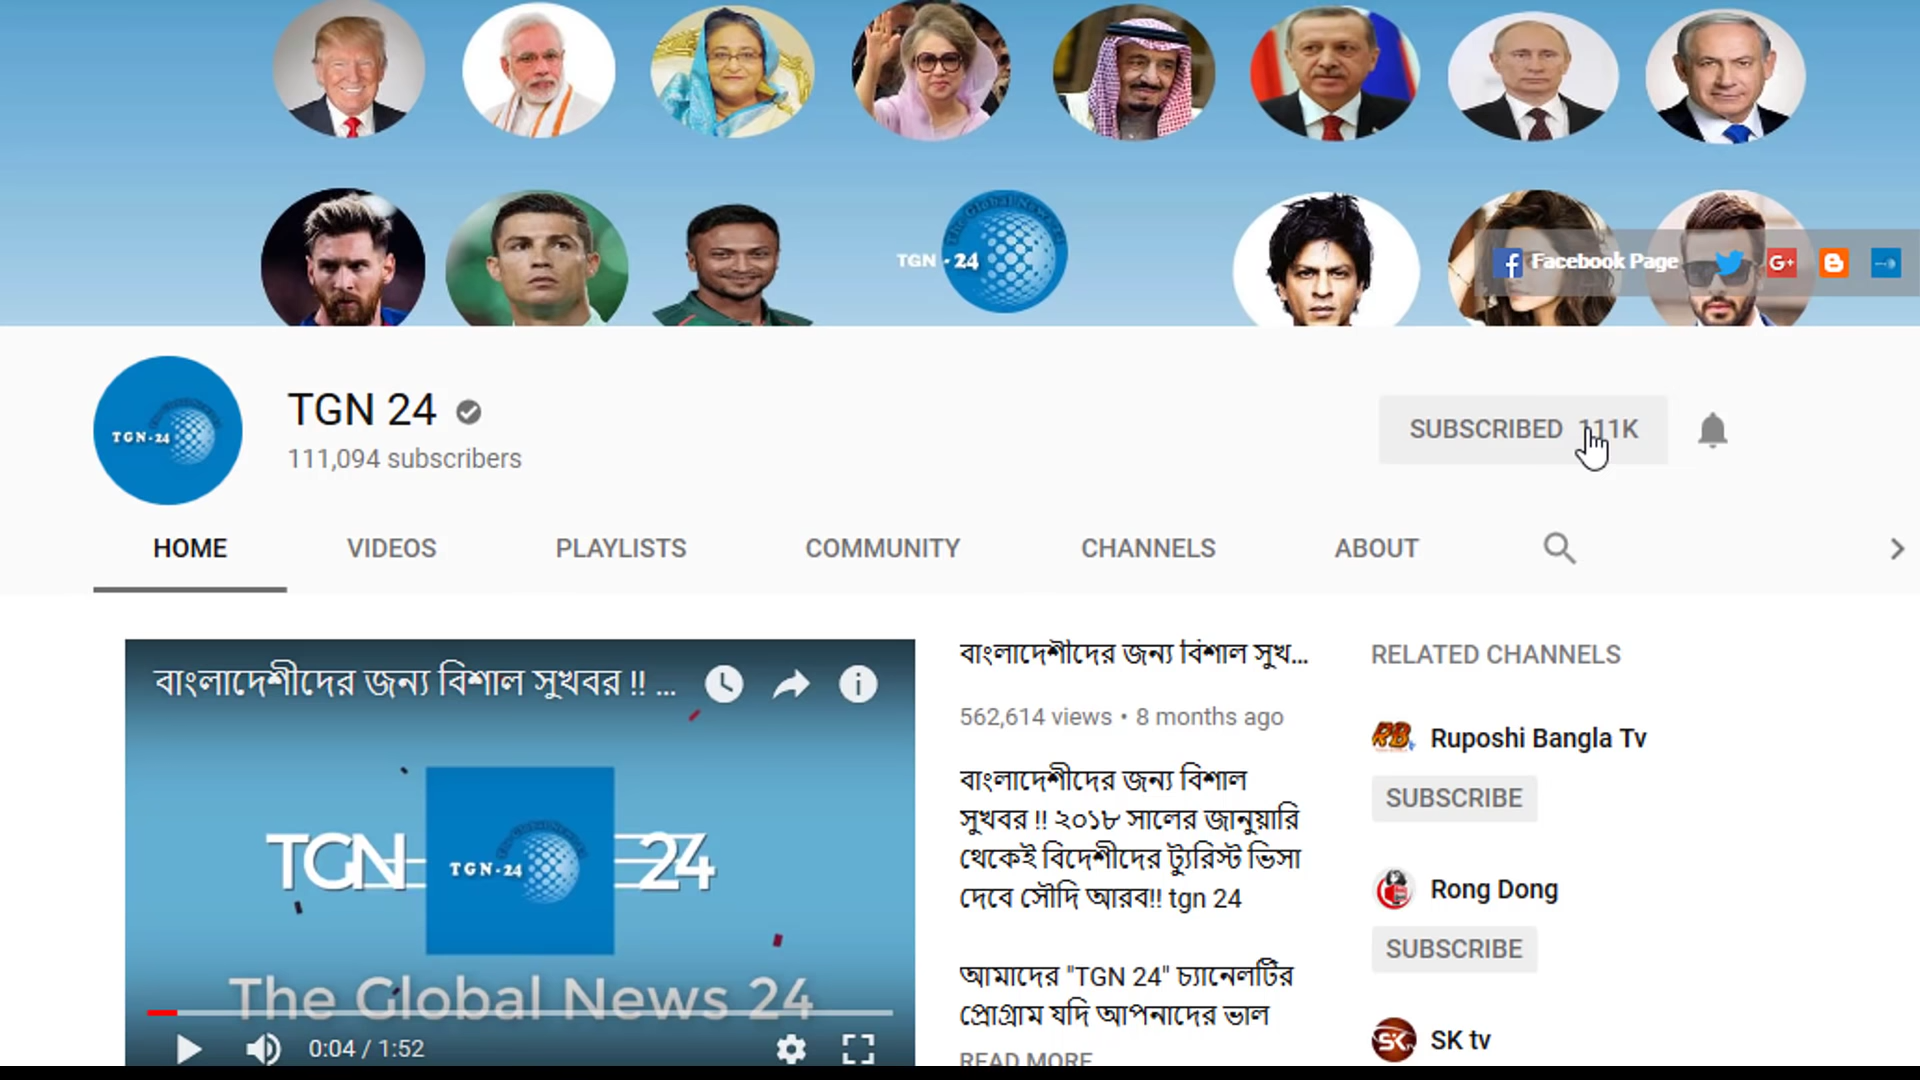 TGN - 24
Facebook Page
TGN-24
TGN 24
111,094 subscribers
SUBSCRIBED 111K
HOME
VIDEOS
PLAYLISTS
COMMUNITY
CHANNELS
ABOUT
বাংলাদেশীদের জন্য বিশাল সুখবর !! ...
TGN 24
TGN-24
The Global News 24
0:04 / 1:52
বাংলাদেশীদের জন্য বিশাল সুখ...
562,614 views • 8 months ago
বাংলাদেশীদের জন্য বিশাল
সুখবর !! ২০১৮ সালের জানুয়ারি
থেকেই বিদেশীদের ট্যুরিস্ট ভিসা
দেবে সৌদি আরব!! tgn 24
আমাদের "TGN 24" চ্যানেলটির
প্রোগ্রাম যদি আপনাদের ভাল
READ MORE
RELATED CHANNELS
Ruposhi Bangla Tv
SUBSCRIBE
Rong Dong
SUBSCRIBE
SK tv